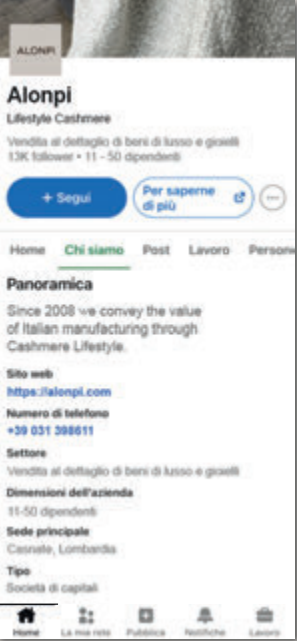 ALONPI
Alonpi
Lifestyle Cashmere
Vendita al dettaglio di beni di lusso e gioielli
13K follower • 11 - 50 dipendenti
+ Segui
Per saperne
di più
Home Chi siamo Post Lavoro Persone
Panoramica
Since 2008 we convey the value
of Italian manufacturing through
Cashmere Lifestyle.
Sito web
https://alonpi.com
Numero di telefono
+39 031 398611
Settore
Vendita al dettaglio di beni di lusso e gioielli
Dimensioni dell'azienda
11-50 dipendenti
Sede principale
Casnate, Lombardia
Tipo
Società di capitali
Home La mia rete Pubblica Notifiche Lavoro